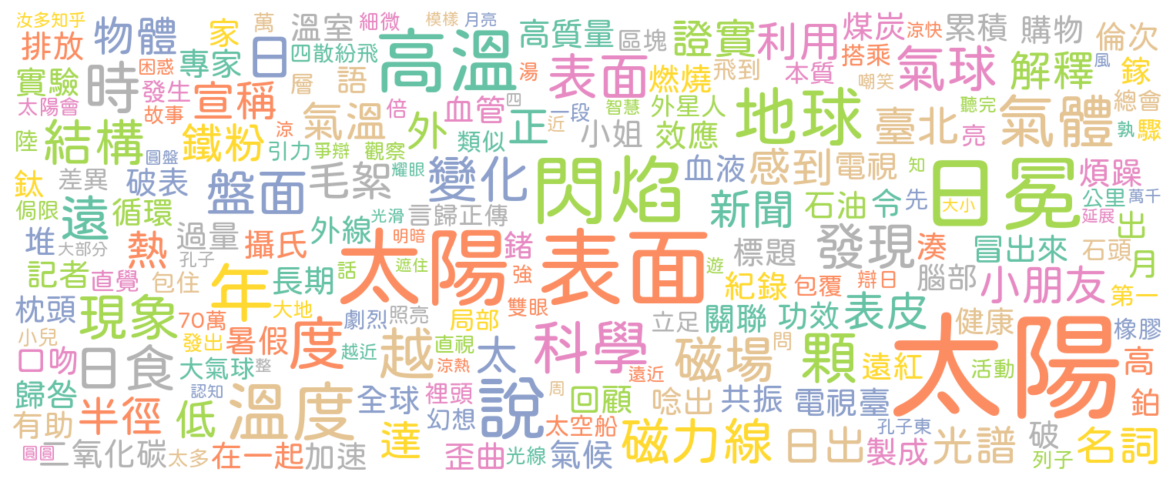 汝多知乎 物體 家 萬 溫室 細微 模樣 月亮 高質量 區塊 證實 利用 煤炭 涼快 累積 購物 倫次
排放 困惑 專家 日 四散紛飛 高溫 表面 燃燒 飛到 本質 搭乘 嘲笑 氣球 解釋 嫁
實驗 時 發生 宣稱 層 語 湯 智慧 外星人 風 總會
太陽會 故事 涼 倍 血管 四 近 一段 地球 臺北 聽完 氣體 孰 驟
陸 結構 鐵粉 氣溫 外 類似 正 小姐 效應 亮
圓盤 引力 爭辯 觀察
鈦 差異 破表 盤面 耀眼 毛絮 變化 閃焰 血液 感到 電視 知 日冕 煩躁
侷限 遠 循環 光滑 言歸正傳 新聞 石油 令 先 大小 公里 萬千 延展
堆 大部分 熱 過量 攝氏 外線 明暗 鍺 太陽表面 標題 發現 湊 冒出來 石頭 出 月
記者 直覺 孔子 包住 長期 話 遮住 強 遊 紀錄 包覆 辯日 腦部 小朋友 第一
枕頭 現象 年 大地 劇烈 照亮 局部 雙眼 立足 關聯 功效 表皮 健康 橡膠
小兒 70萬 發出 暑假 度 越近 直視 越 太 科學 磁場 問 顆 遠紅 活動 太陽 高
口吻 日食 大氣球 涼熱 整 遠近
歸咎 半徑 認知 溫度 全球 裡頭 說 周 回顧 唸出 共振 電視臺 鉑
有助 低 達 幻想 太空船 磁力線 日出 孔子東 光譜 破 名詞
圓圓 二氧化碳 太多 在一起 加速 歪曲 光線 氣候 製成 列子